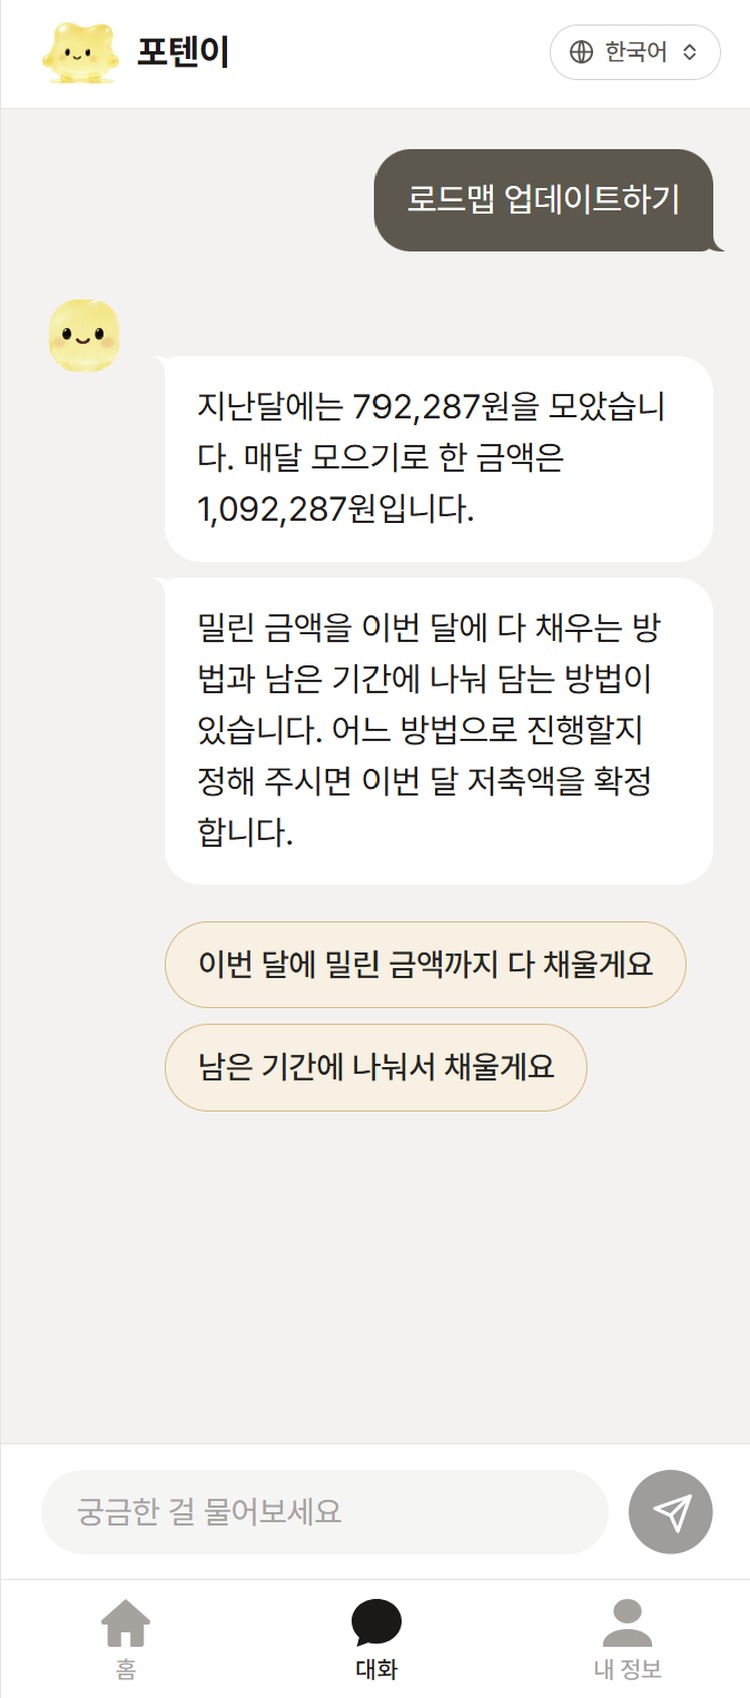 포텐이
한국어
로드맵 업데이트하기
지난달에는 792,287원을 모았습니
다. 매달 모으기로 한 금액은
1,092,287원입니다.
밀린 금액을 이번 달에 다 채우는 방
법과 남은 기간에 나눠 담는 방법이
있습니다. 어느 방법으로 진행할지
정해 주시면 이번 달 저축액을 확정
합니다.
이번 달에 밀린 금액까지 다 채울게요
남은 기간에 나눠서 채울게요
궁금한 걸 물어보세요
홈
대화
내 정보